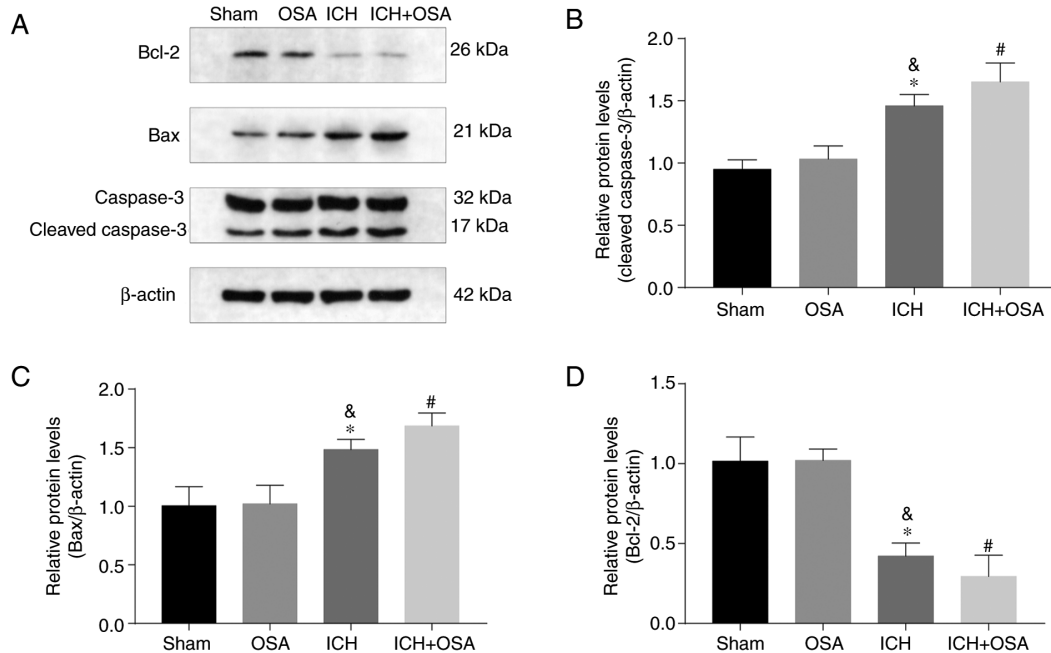 A
Sham OSA ICH ICH+OSA
Bcl-2 26 kDa
Bax 21 kDa
Caspase-3 32 kDa
Cleaved caspase-3 17 kDa
β-actin 42 kDa
B
Relative protein levels
(cleaved caspase-3/β-actin)
2.0
1.5
1.0
0.5
0.0
&
*
#
Sham OSA ICH ICH+OSA
C
Relative protein levels
(Bax/β-actin)
2.0
1.5
1.0
0.5
0.0
&
*
#
Sham OSA ICH ICH+OSA
D
Relative protein levels
(Bcl-2/β-actin)
1.5
1.0
0.5
0.0
&
*
#
Sham OSA ICH ICH+OSA